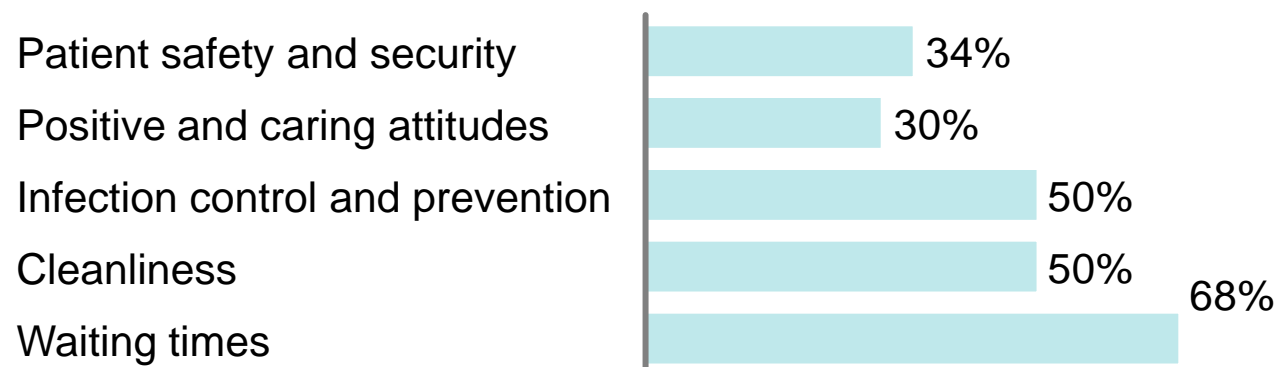 Patient safety and security 34%
Positive and caring attitudes 30%
Infection control and prevention 50%
Cleanliness 50%
Waiting times 68%